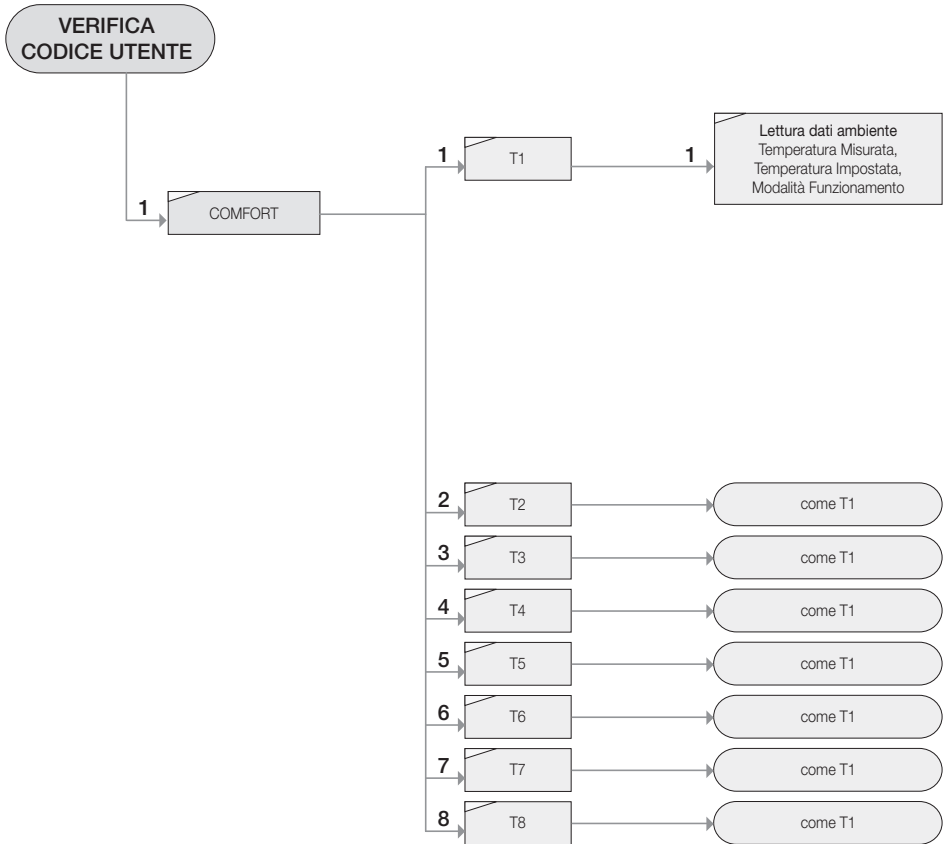 VERIFICA
CODICE UTENTE
1 COMFORT
1 T1
1 Lettura dati ambiente
Temperatura Misurata,
Temperatura Impostata,
Modalità Funzionamento
2 T2 come T1
3 T3 come T1
4 T4 come T1
5 T5 come T1
6 T6 come T1
7 T7 come T1
8 T8 come T1